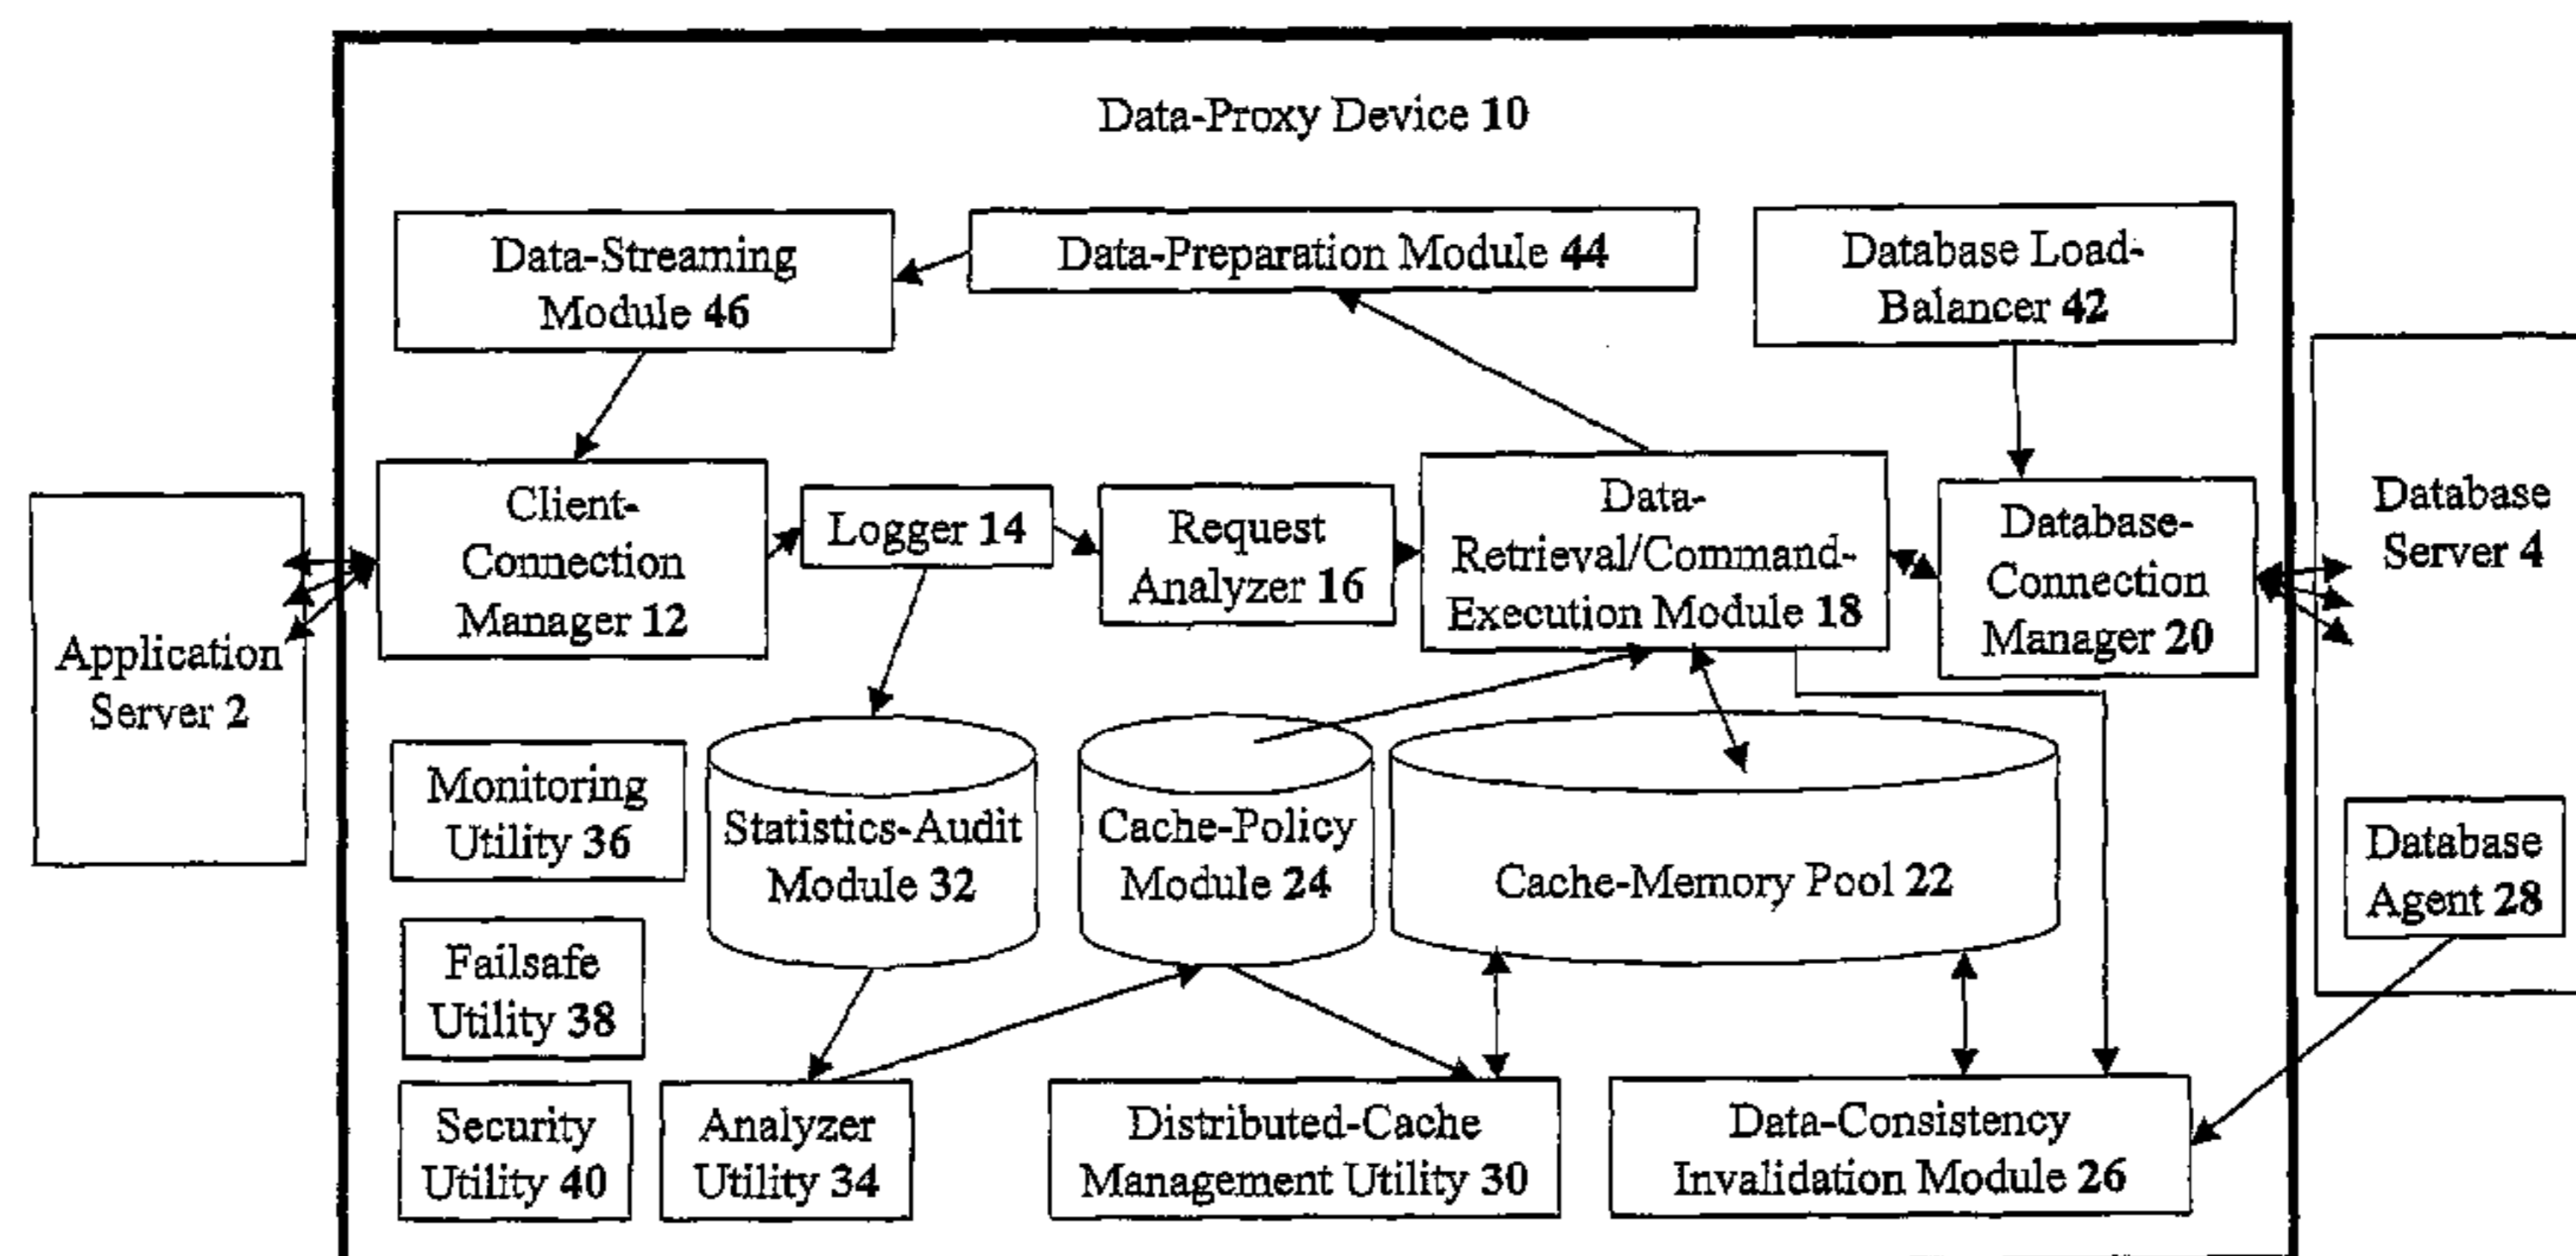 Data-Proxy Device 10
Data-Streaming
Module 46
Data-Preparation Module 44
Database Load-
Balancer 42
Application
Server 2
Client-
Connection
Manager 12
Logger 14
Request
Analyzer 16
Data-
Retrieval/Command-
Execution Module 18
Database-
Connection
Manager 20
Database
Server 4
Monitoring
Utility 36
Statistics-Audit
Module 32
Cache-Policy
Module 24
Cache-Memory Pool 22
Database
Agent 28
Failsafe
Utility 38
Security
Utility 40
Analyzer
Utility 34
Distributed-Cache
Management Utility 30
Data-Consistency
Invalidation Module 26